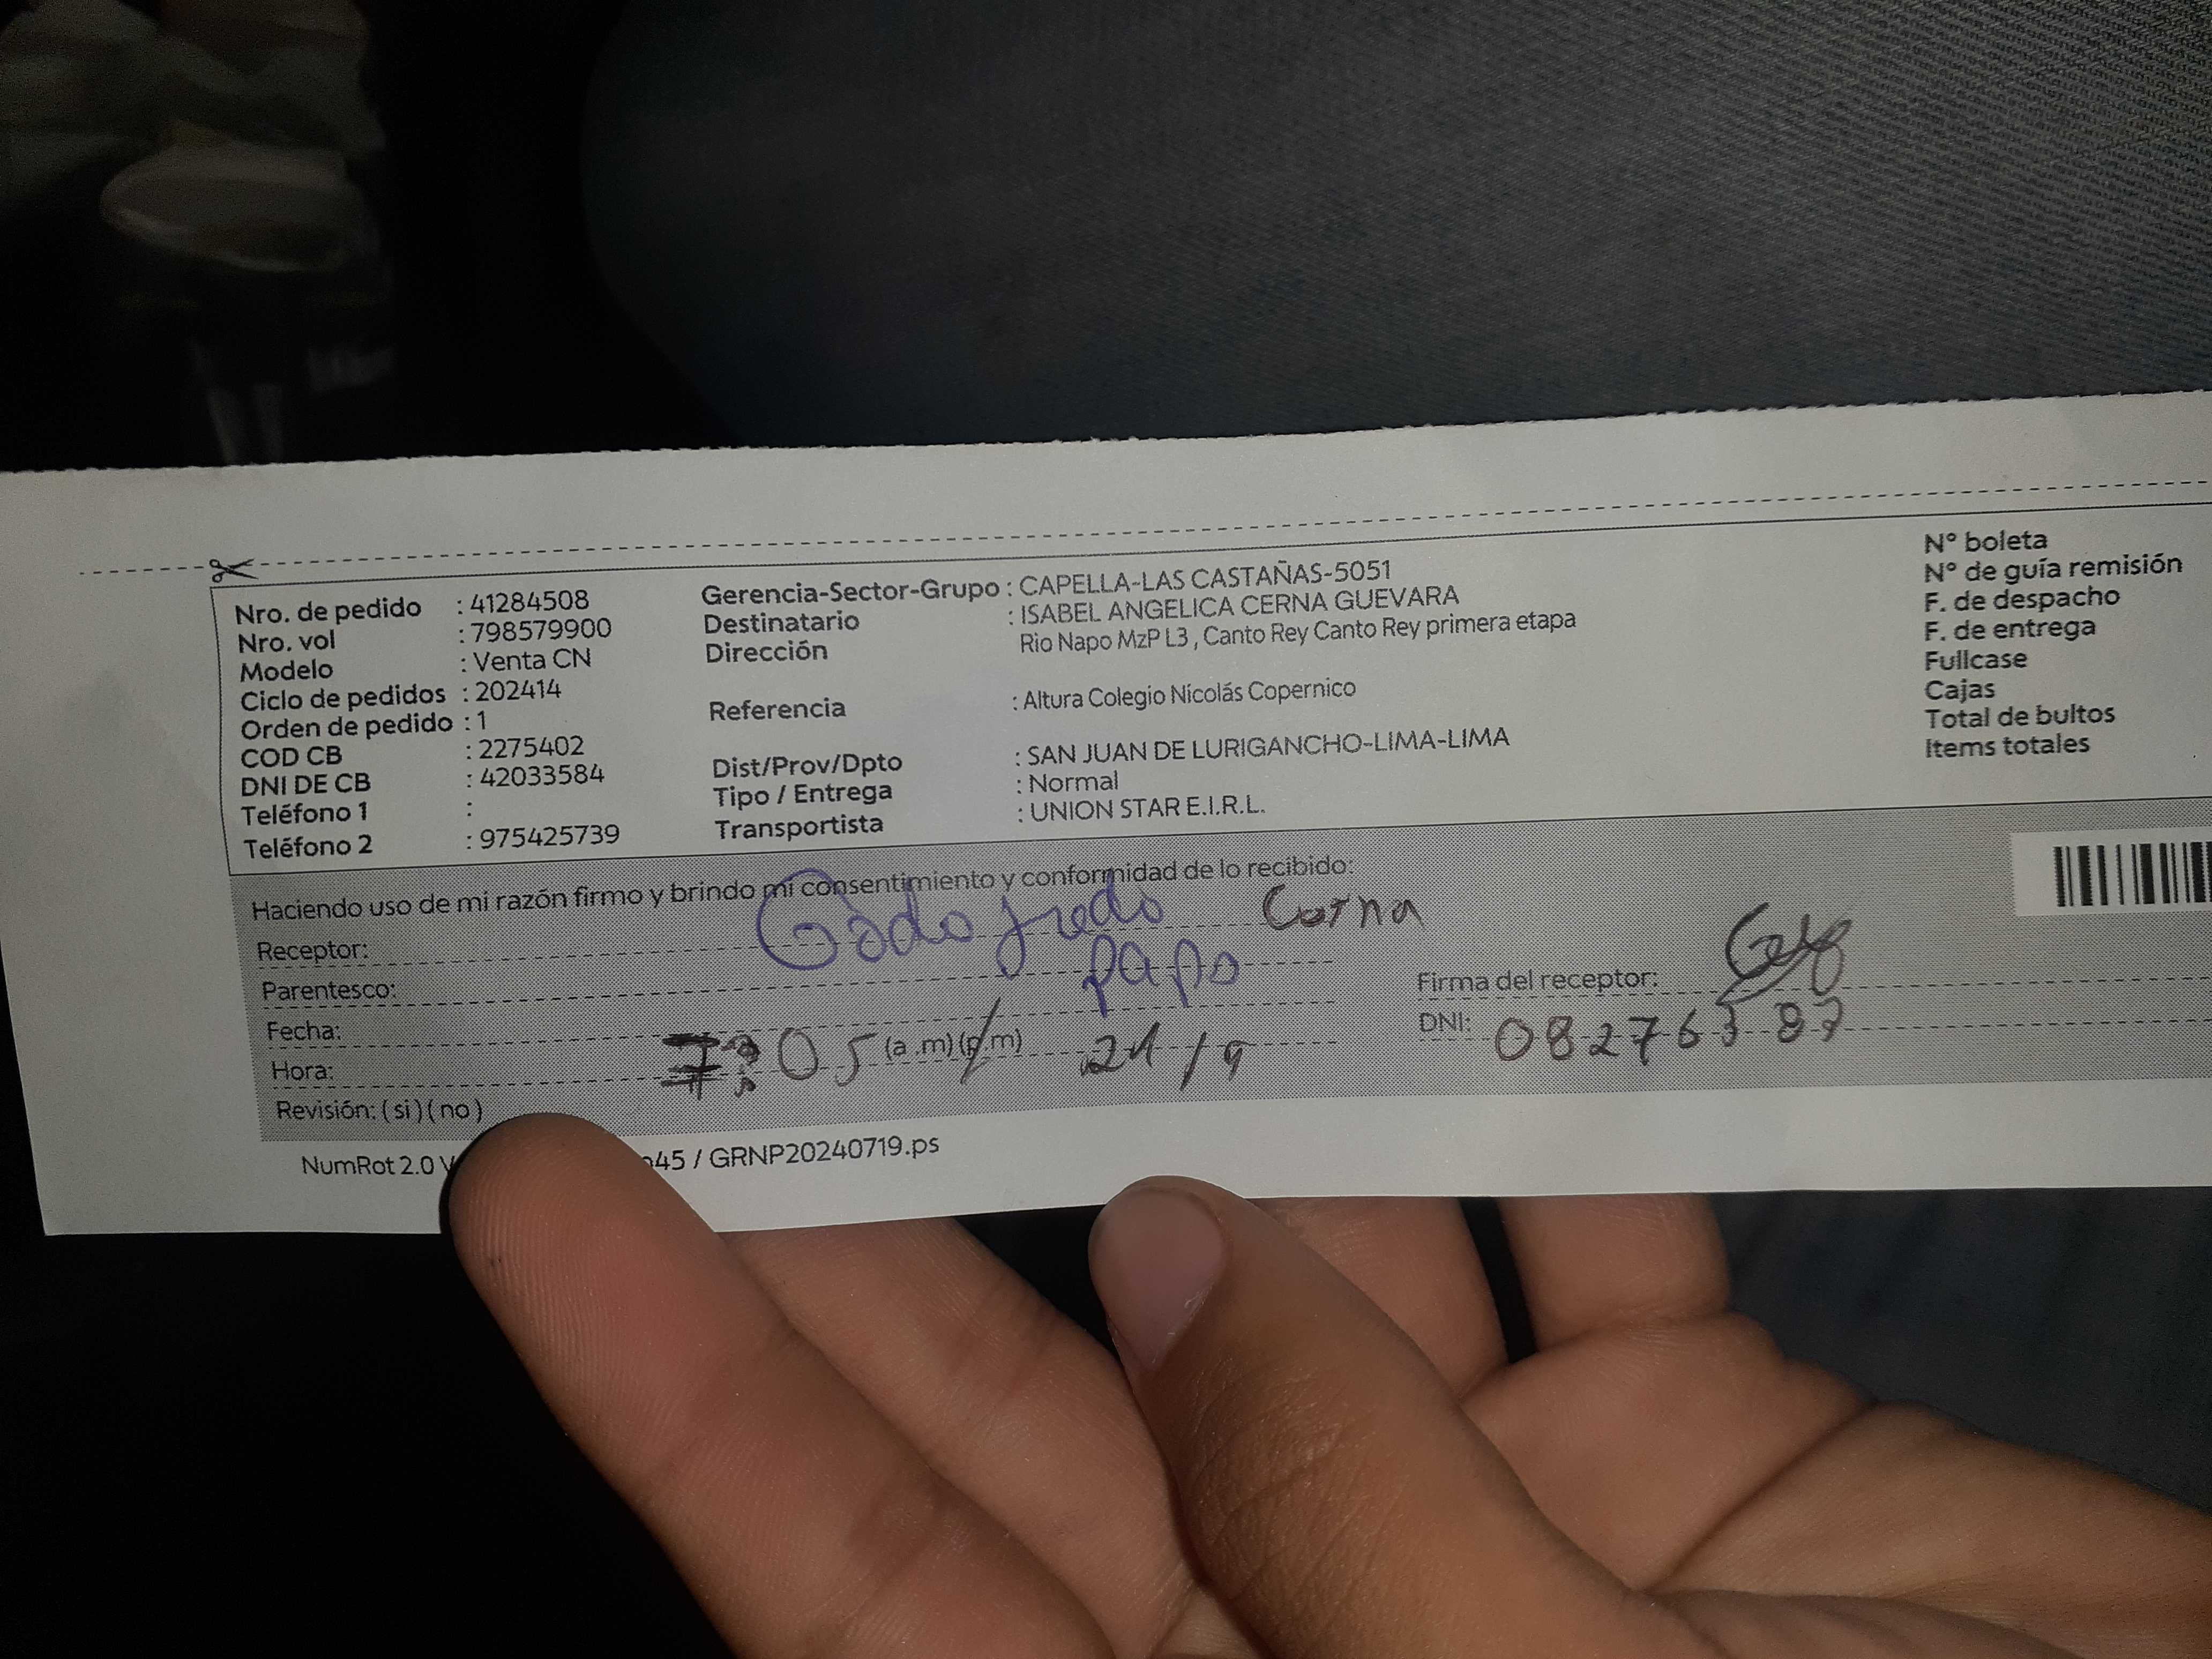 Nro. de pedido : 41284508
Nro. vol : 798579900
Modelo : Venta CN
Ciclo de pedidos : 202414
Orden de pedido : 1
COD CB : 2275402
DNI DE CB : 42033584
Teléfono 1 :
Teléfono 2 : 975425739
Gerencia-Sector-Grupo : CAPELLA-LAS CASTAÑAS-5051
Destinatario : ISABEL ANGELICA CERNA GUEVARA
Dirección Rio Napo MzP L3 , Canto Rey Canto Rey primera etapa
Referencia : Altura Colegio Nicolás Copernico
Dist/Prov/Dpto : SAN JUAN DE LURIGANCHO-LIMA-LIMA
Tipo / Entrega : Normal
Transportista : UNION STAR E.I.R.L.
N° boleta
N° de guía remisión
F. de despacho
F. de entrega
Fullcase
Cajas
Total de bultos
Items totales
Haciendo uso de mi razón firmo y brindo mi consentimiento y conformidad de lo recibido:
Receptor: Godofredo Cerna
Parentesco: papa
Fecha: 21/9
Hora: 7:05 (a .m) (p.m)
Revisión: (si) (no)
Firma del receptor:
DNI: 08276387
NumRot 2.0 45 / GRNP20240719.ps